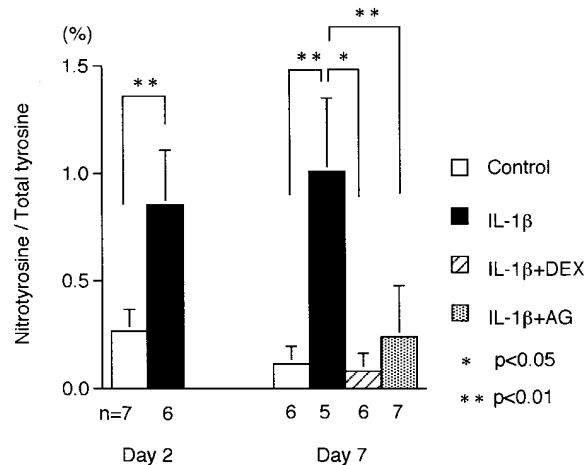 (%)
Nitrotyrosine / Total tyrosine
1.5
1.0
0.5
0.0
**
** *
**
n=7 6
6 5 6 7
Day 2 Day 7
Control
IL-1β
IL-1β+DEX
IL-1β+AG
* p<0.05
** p<0.01